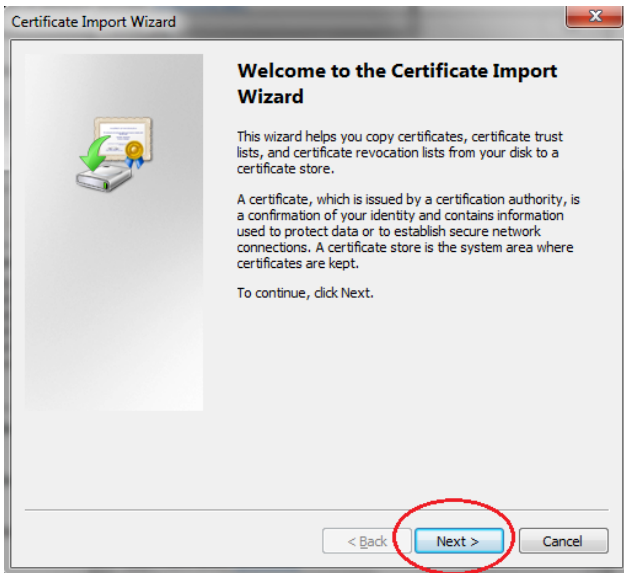 Certificate Import Wizard
x
Welcome to the Certificate Import
Wizard
This wizard helps you copy certificates, certificate trust
lists, and certificate revocation lists from your disk to a
certificate store.
A certificate, which is issued by a certification authority, is
a confirmation of your identity and contains information
used to protect data or to establish secure network
connections. A certificate store is the system area where
certificates are kept.
To continue, click Next.
< Back
Next >
Cancel